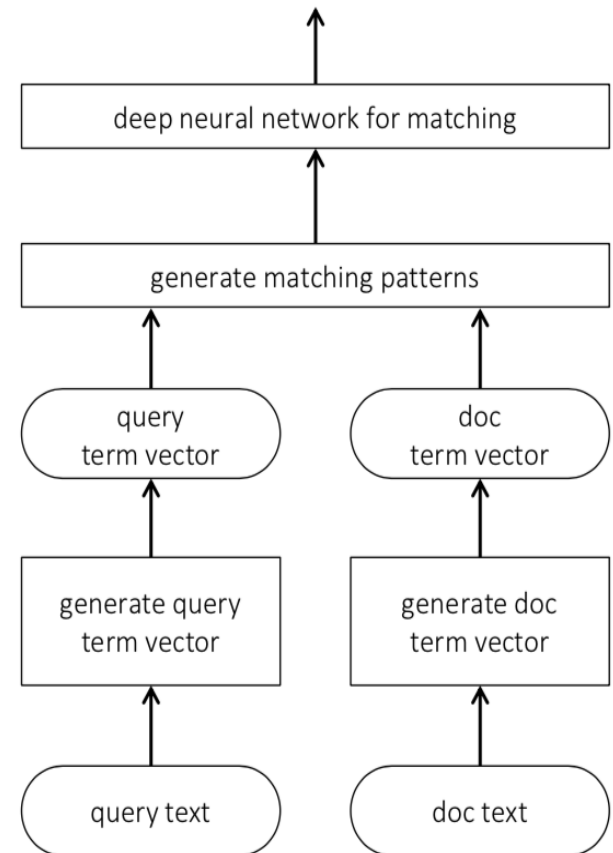 deep neural network for matching
generate matching patterns
query
term vector
doc
term vector
generate query
term vector
generate doc
term vector
query text
doc text